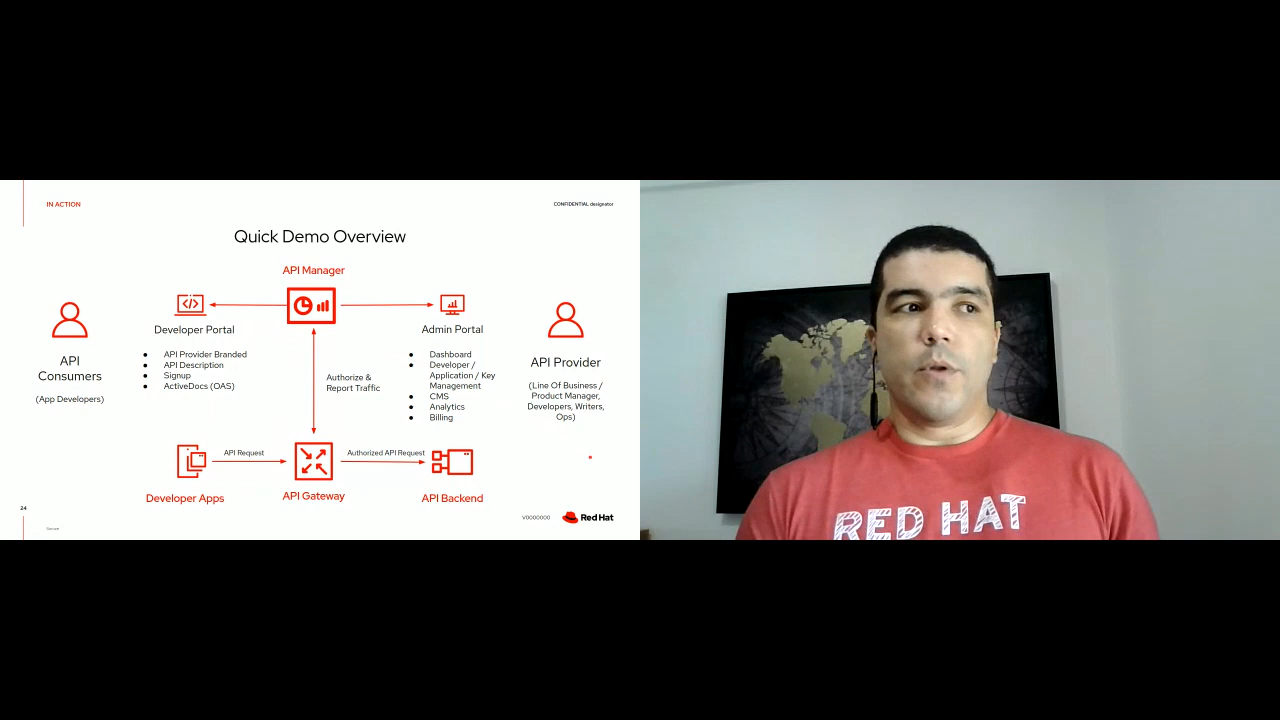 IN ACTION
CONFIDENTIAL designator
Quick Demo Overview
API Manager
Developer Portal
Admin Portal
API
Consumers
(App Developers)
● API Provider Branded
● API Description
● Signup
● ActiveDocs (OAS)
Authorize &
Report Traffic
● Dashboard
● Developer /
Application / Key
Management
● CMS
● Analytics
● Billing
API Provider
(Line Of Business /
Product Manager,
Developers, Writers,
Ops)
API Request
Authorized API Request
Developer Apps
API Gateway
API Backend
24
V0000000
Red Hat
RED HAT